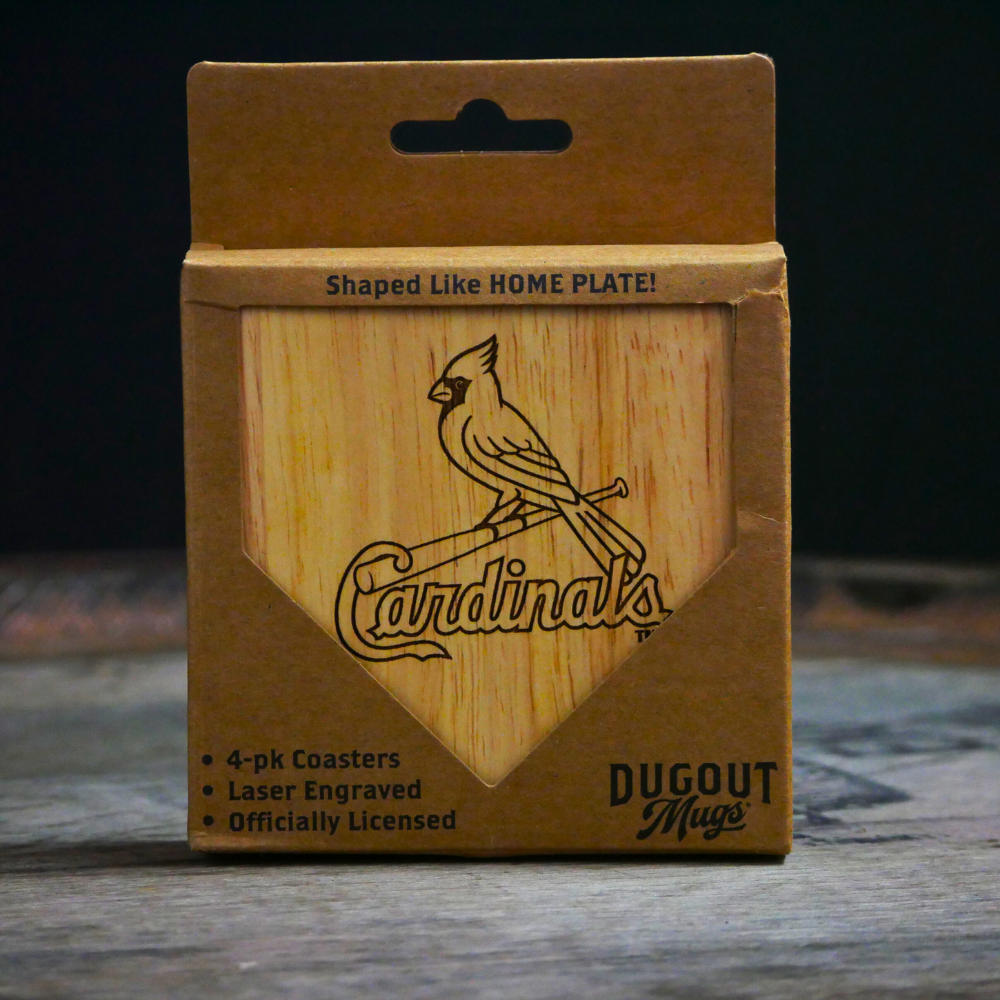 Shaped Like HOME PLATE!
Cardinals
TM
• 4-pk Coasters
• Laser Engraved
• Officially Licensed
DUGOUT
Mugs